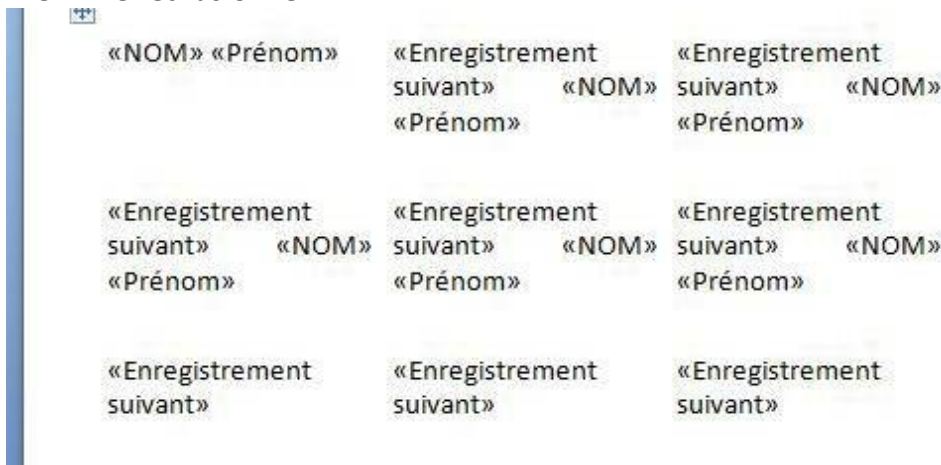 «NOM» «Prénom» «Enregistrement «Enregistrement
suivant» «NOM» suivant» «NOM»
«Prénom» «Prénom»
«Enregistrement «Enregistrement «Enregistrement
suivant» «NOM» suivant» «NOM» suivant» «NOM»
«Prénom» «Prénom» «Prénom»
«Enregistrement «Enregistrement «Enregistrement
suivant» suivant» suivant»